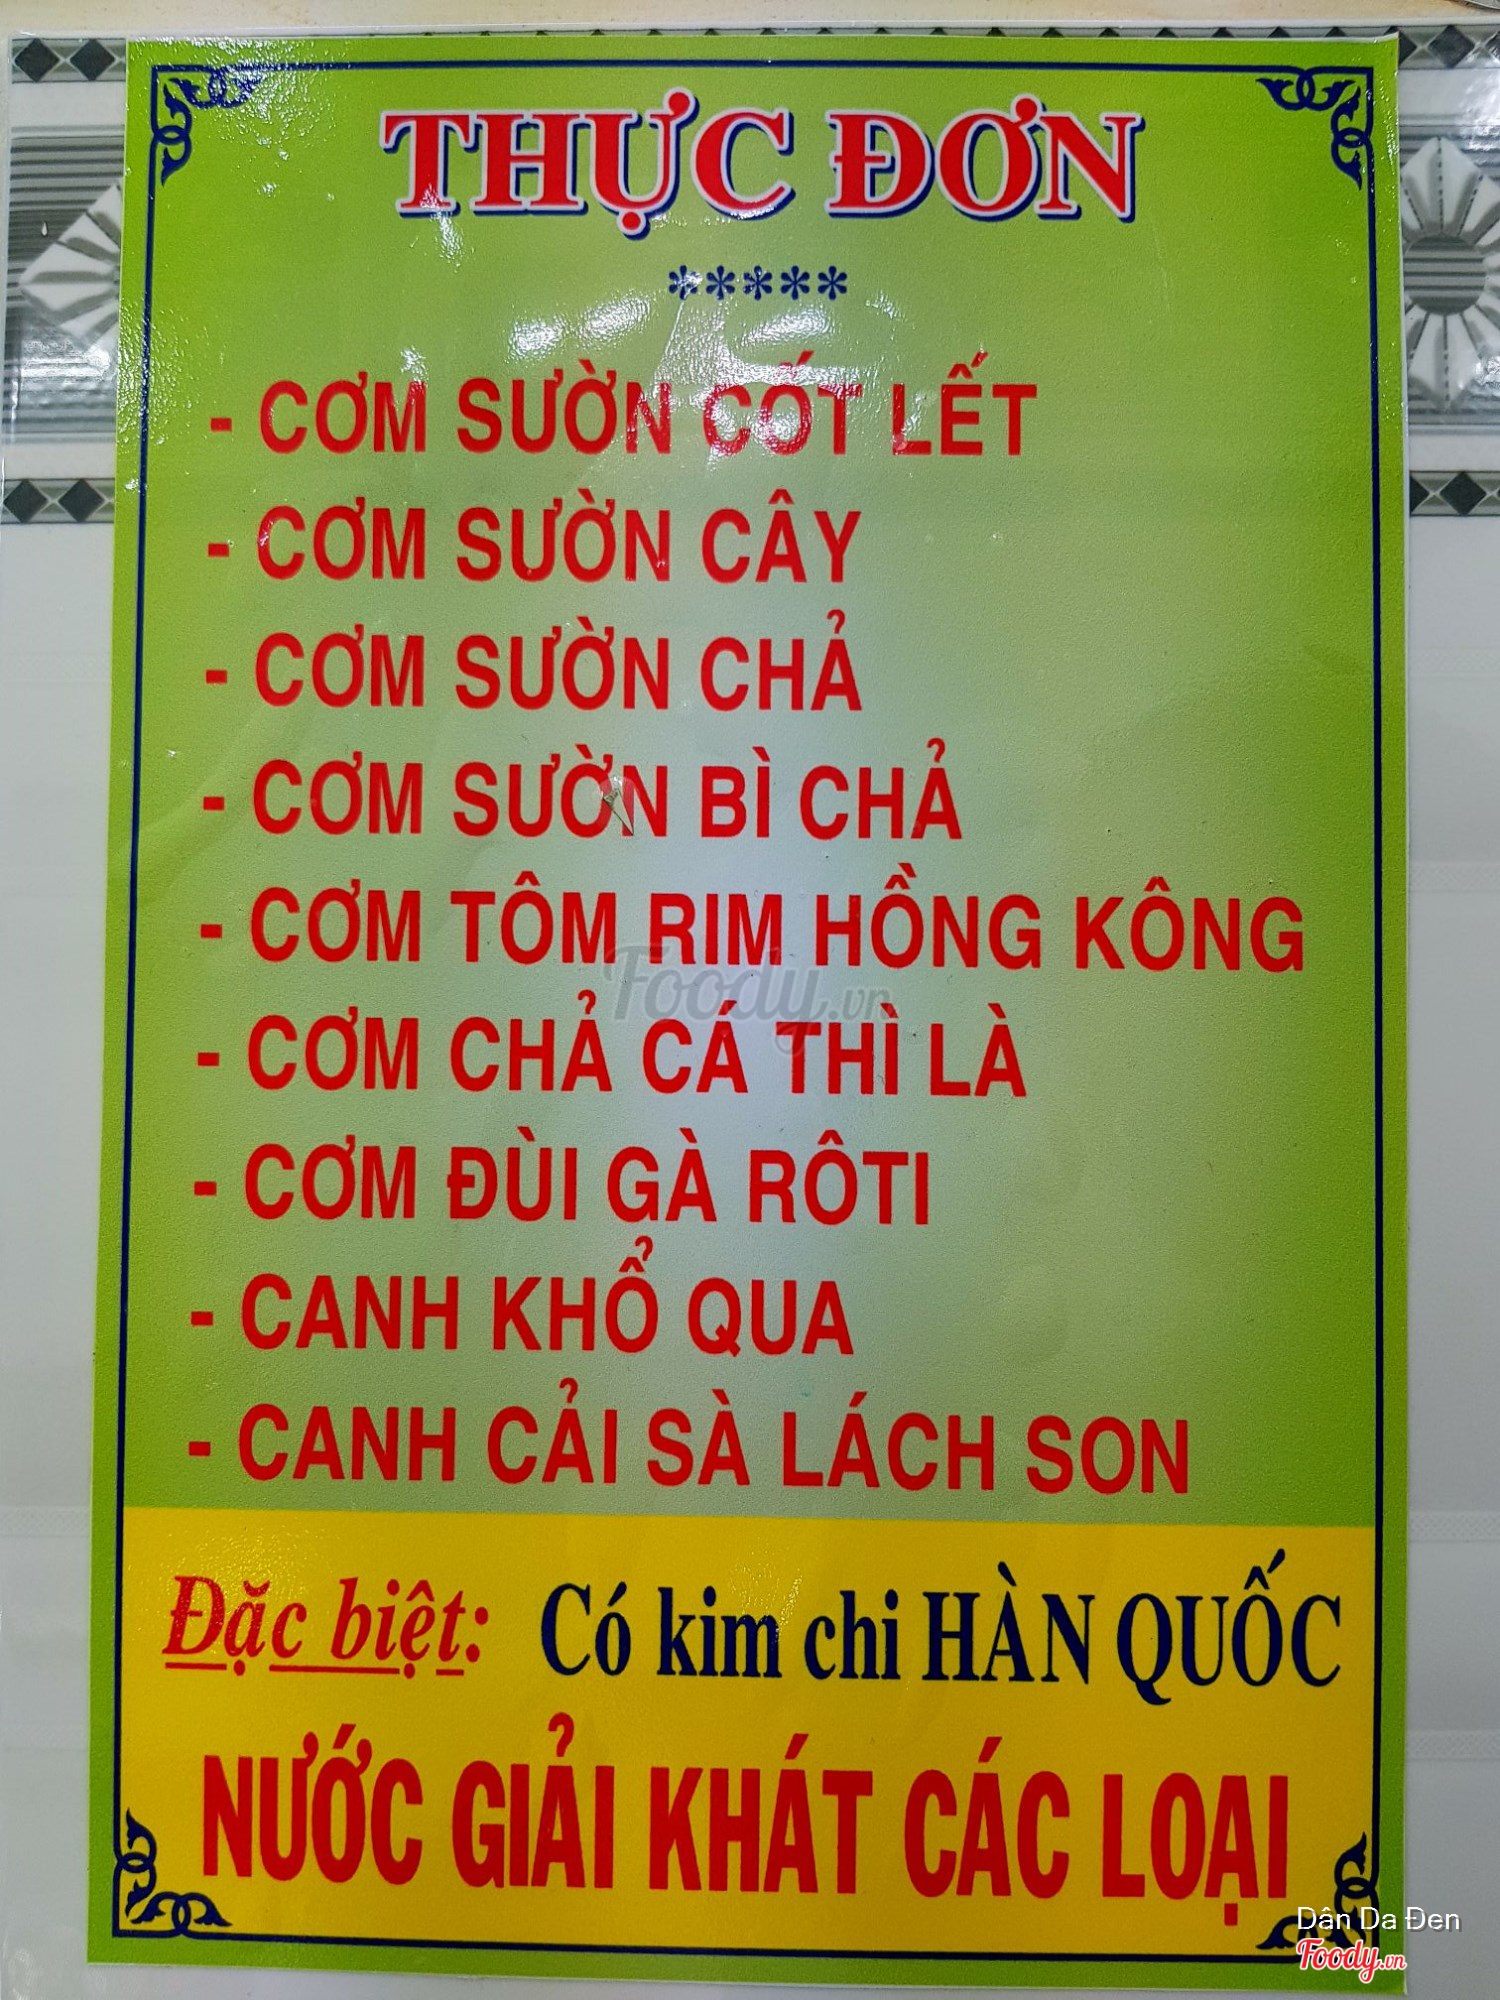 THỰC ĐƠN
*****
- CƠM SƯỜN CỐT LẾT
- CƠM SƯỜN CÂY
- CƠM SƯỜN CHẢ
- CƠM SƯỜN BÌ CHẢ
- CƠM TÔM RIM HỒNG KÔNG
- CƠM CHẢ CÁ THÌ LÀ
- CƠM ĐÙI GÀ RÔTI
- CANH KHỔ QUA
- CANH CẢI SÀ LÁCH SON
Đặc biệt: Có kim chi HÀN QUỐC
NƯỚC GIẢI KHÁT CÁC LOẠI
Foody.vn
Dân Da Đen
Foody.vn